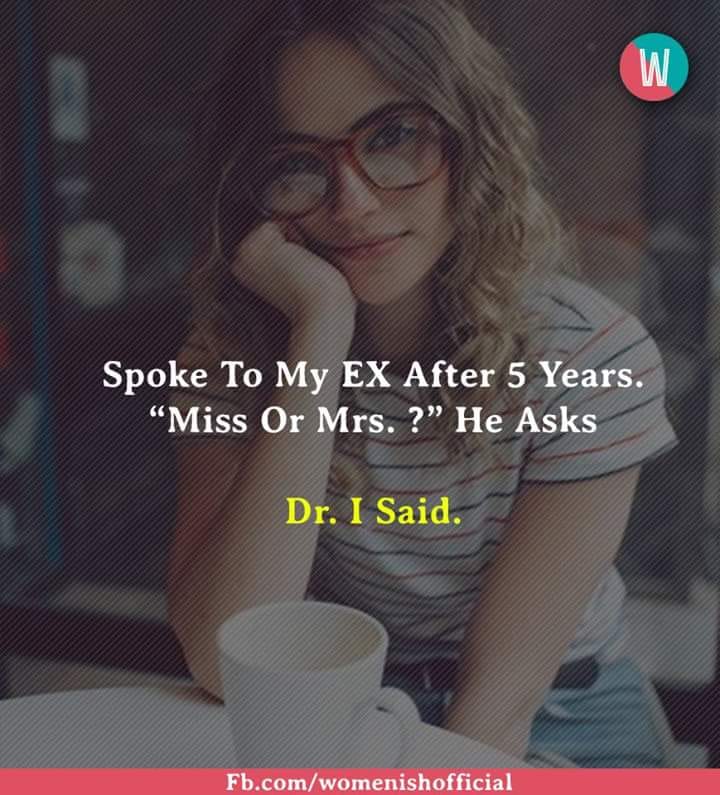 W
Spoke To My EX After 5 Years.
“Miss Or Mrs. ?” He Asks
Dr. I Said.
Fb.com/womenishofficial